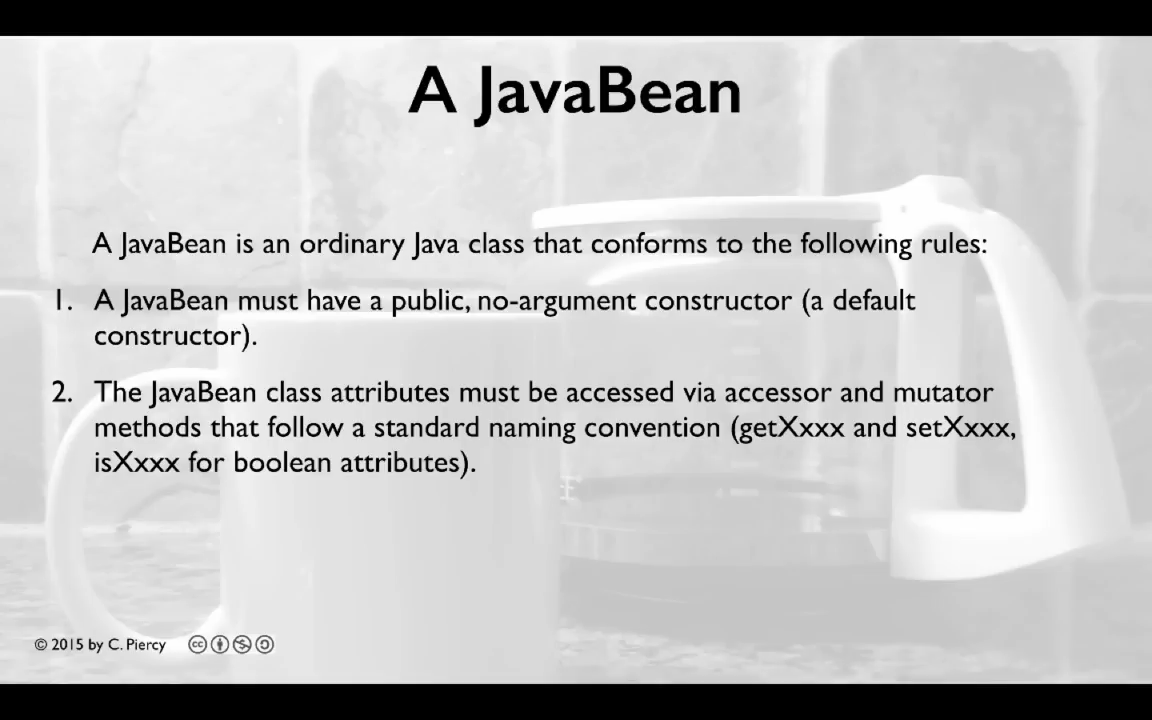 A JavaBean
A JavaBean is an ordinary Java class that conforms to the following rules:
1. A JavaBean must have a public, no-argument constructor (a default
constructor).
2. The JavaBean class attributes must be accessed via accessor and mutator
methods that follow a standard naming convention (getXxxx and setXxxx,
isXxxx for boolean attributes).
© 2015 by C. Piercy